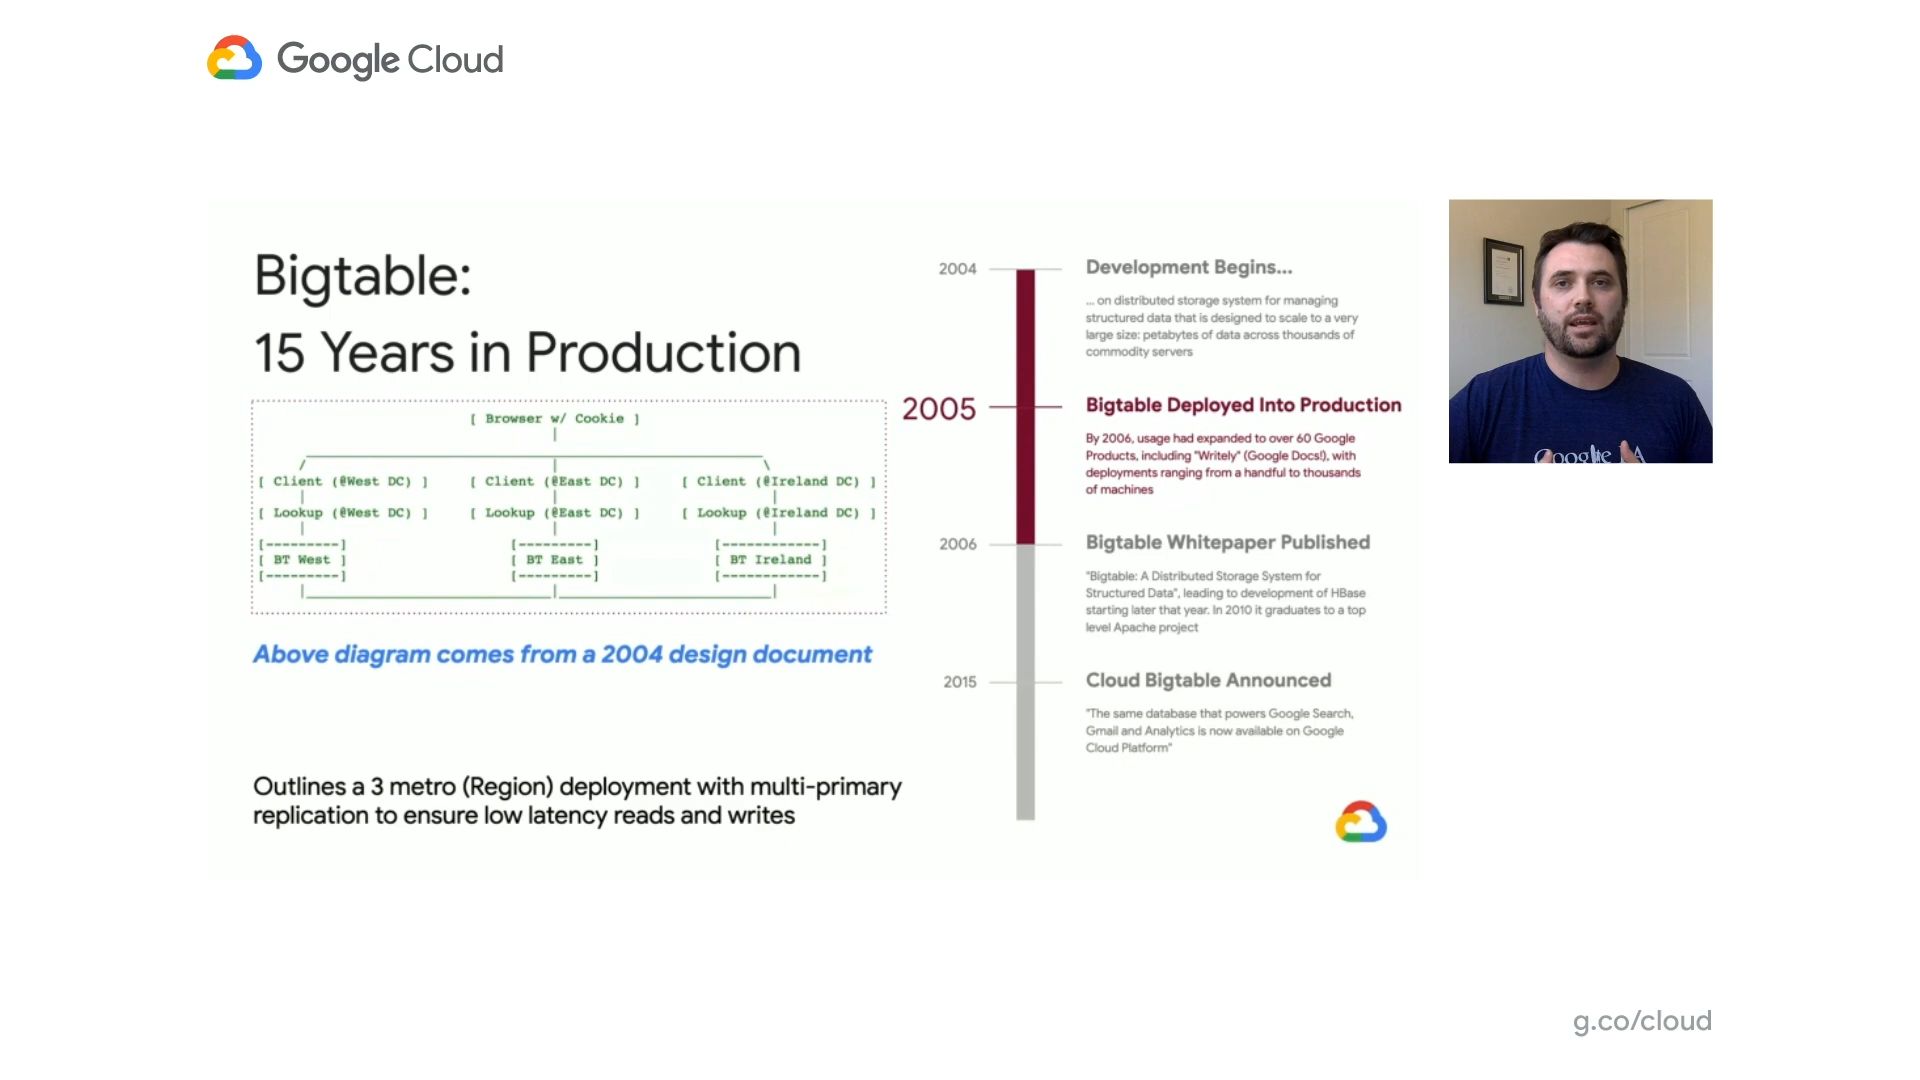 Google Cloud
Bigtable:
15 Years in Production
[ Browser w/ Cookie ]
[ Client (@West DC) ] [ Client (@East DC) ] [ Client (@Ireland DC) ]
[ Lookup (@West DC) ] [ Lookup (@East DC) ] [ Lookup (@Ireland DC) ]
[---------] [---------] [------------]
[ BT West ] [ BT East ] [ BT Ireland ]
[---------] [---------] [------------]
Above diagram comes from a 2004 design document
Outlines a 3 metro (Region) deployment with multi-primary
replication to ensure low latency reads and writes
2004
Development Begins...
... on distributed storage system for managing
structured data that is designed to scale to a very
large size: petabytes of data across thousands of
commodity servers
2005
Bigtable Deployed Into Production
By 2006, usage had expanded to over 60 Google
Products, including "Writely" (Google Docs!), with
deployments ranging from a handful to thousands
of machines
2006
Bigtable Whitepaper Published
"Bigtable: A Distributed Storage System for
Structured Data", leading to development of HBase
starting later that year. In 2010 it graduates to a top
level Apache project
2015
Cloud Bigtable Announced
"The same database that powers Google Search,
Gmail and Analytics is now available on Google
Cloud Platform"
Google
g.co/cloud